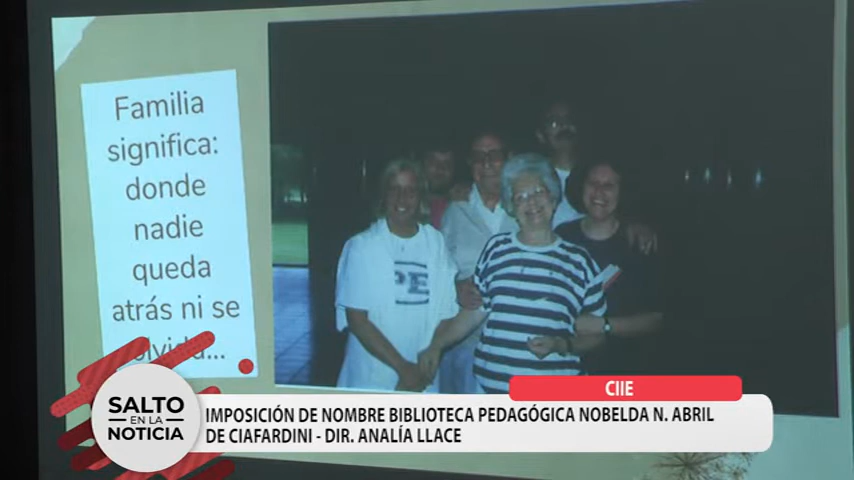 Familia
significa:
donde
nadie
queda
atrás ni se
olvida...
PE
CIIE
SALTO
EN LA
NOTICIA
IMPOSICIÓN DE NOMBRE BIBLIOTECA PEDAGÓGICA NOBELDA N. ABRIL
DE CIAFARDINI - DIR. ANALÍA LLACE